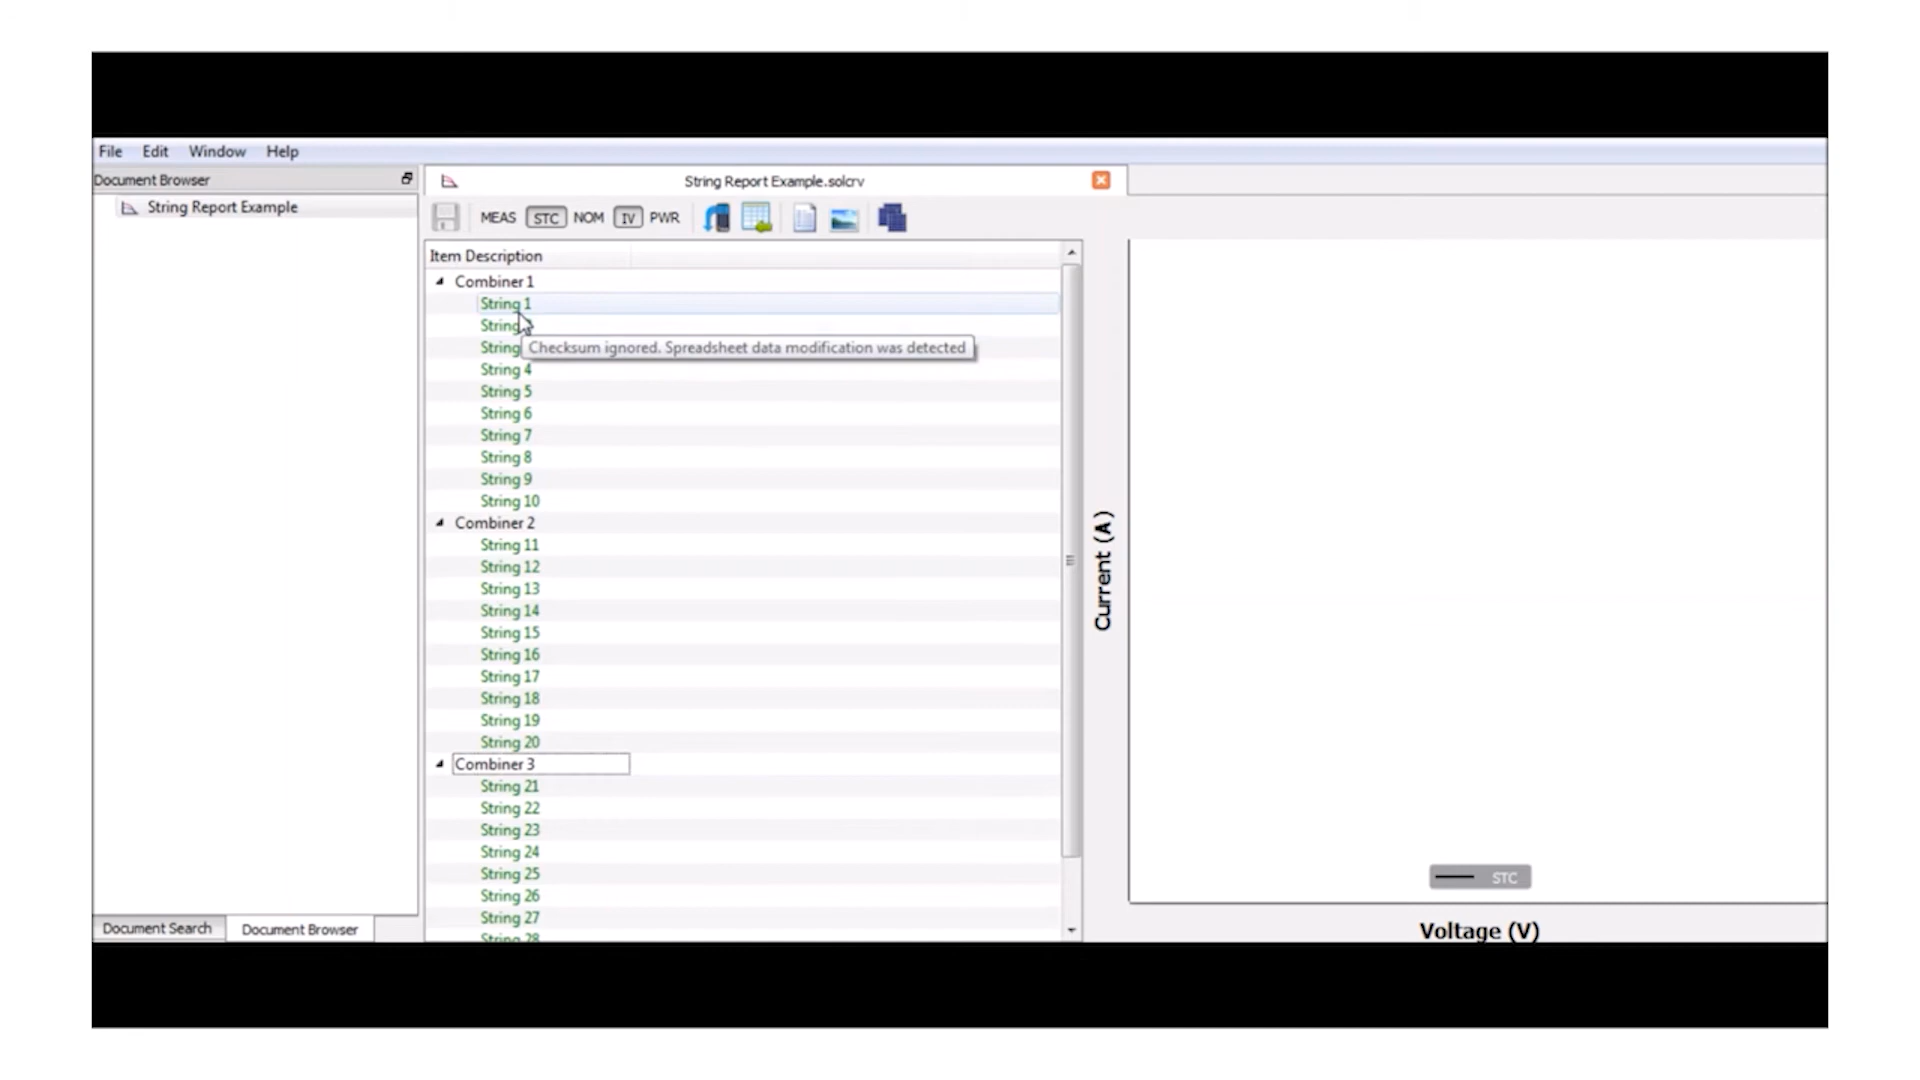 File Edit Window Help
Document Browser
String Report Example.solcrv
String Report Example
MEAS STC NOM IV PWR
Item Description
Combiner 1
String 1
String
String
Checksum ignored. Spreadsheet data modification was detected
String 4
String 5
String 6
String 7
String 8
String 9
String 10
Combiner 2
String 11
String 12
String 13
String 14
String 15
String 16
String 17
String 18
String 19
String 20
Combiner 3
String 21
String 22
String 23
String 24
String 25
String 26
String 27
String 28
Current (A)
STC
Voltage (V)
Document Search Document Browser